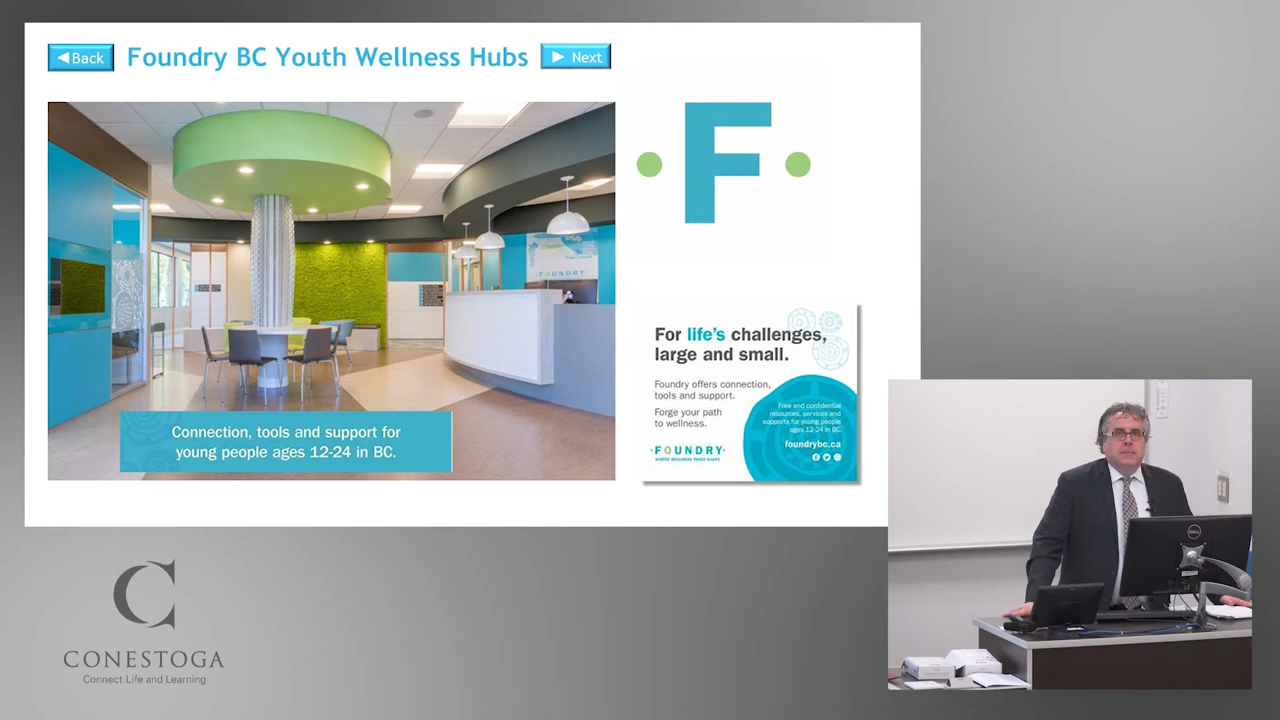 Back
Foundry BC Youth Wellness Hubs
Next
FOUNDRY
Connection, tools and support for
young people ages 12-24 in BC.
F
For life's challenges,
large and small.
Foundry offers connection,
tools and support.
Forge your path
to wellness.
FOUNDRY
WHERE WELLNESS TAKES SHAPE
Free and confidential
resources, services and
supports for young people
ages 12-24 in BC.
foundrybc.ca
DELL
C
CONESTOGA
Connect Life and Learning